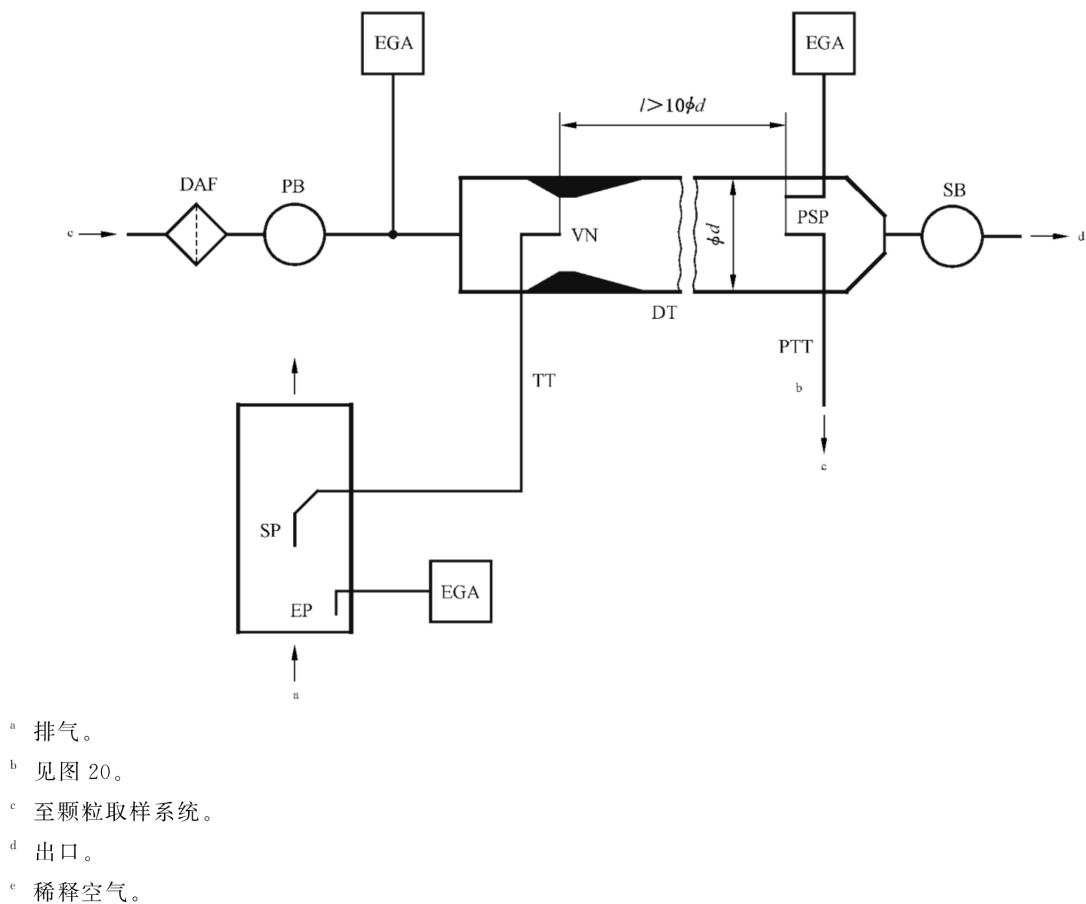 EGA
EGA
l>10ϕd
DAF
PB
SB
PSP
e
VN
ϕd
d
DT
PTT
TT
b
c
SP
EGA
EP
a
a 排气。
b 见图 20。
c 至颗粒取样系统。
d 出口。
e 稀释空气。